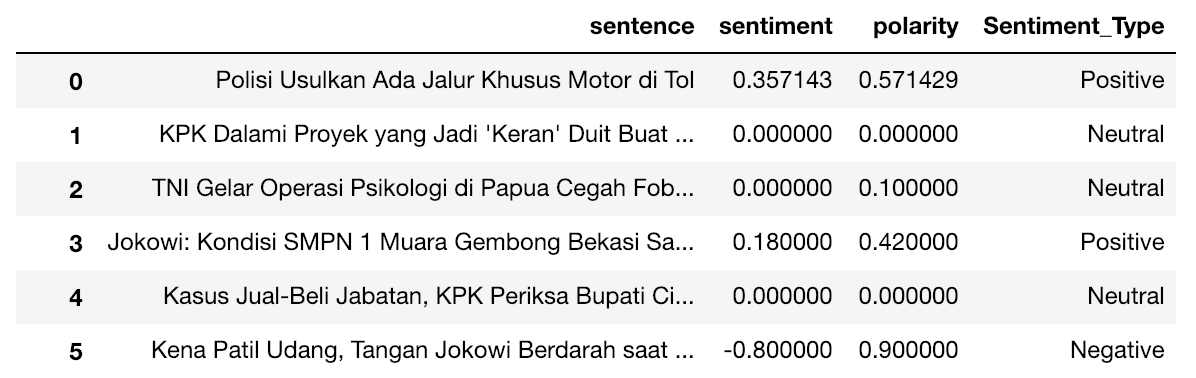 sentence sentiment polarity Sentiment_Type
0 Polisi Usulkan Ada Jalur Khusus Motor di Tol 0.357143 0.571429 Positive
1 KPK Dalami Proyek yang Jadi 'Keran' Duit Buat ... 0.000000 0.000000 Neutral
2 TNI Gelar Operasi Psikologi di Papua Cegah Fob... 0.000000 0.100000 Neutral
3 Jokowi: Kondisi SMPN 1 Muara Gembong Bekasi Sa... 0.180000 0.420000 Positive
4 Kasus Jual-Beli Jabatan, KPK Periksa Bupati Ci... 0.000000 0.000000 Neutral
5 Kena Patil Udang, Tangan Jokowi Berdarah saat ... -0.800000 0.900000 Negative